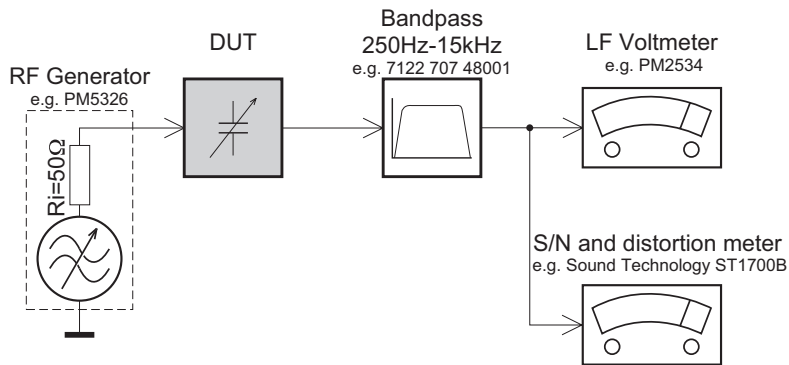 RF Generator
e.g. PM5326
Ri=50Ω
DUT
Bandpass
250Hz-15kHz
e.g. 7122 707 48001
LF Voltmeter
e.g. PM2534
S/N and distortion meter
e.g. Sound Technology ST1700B